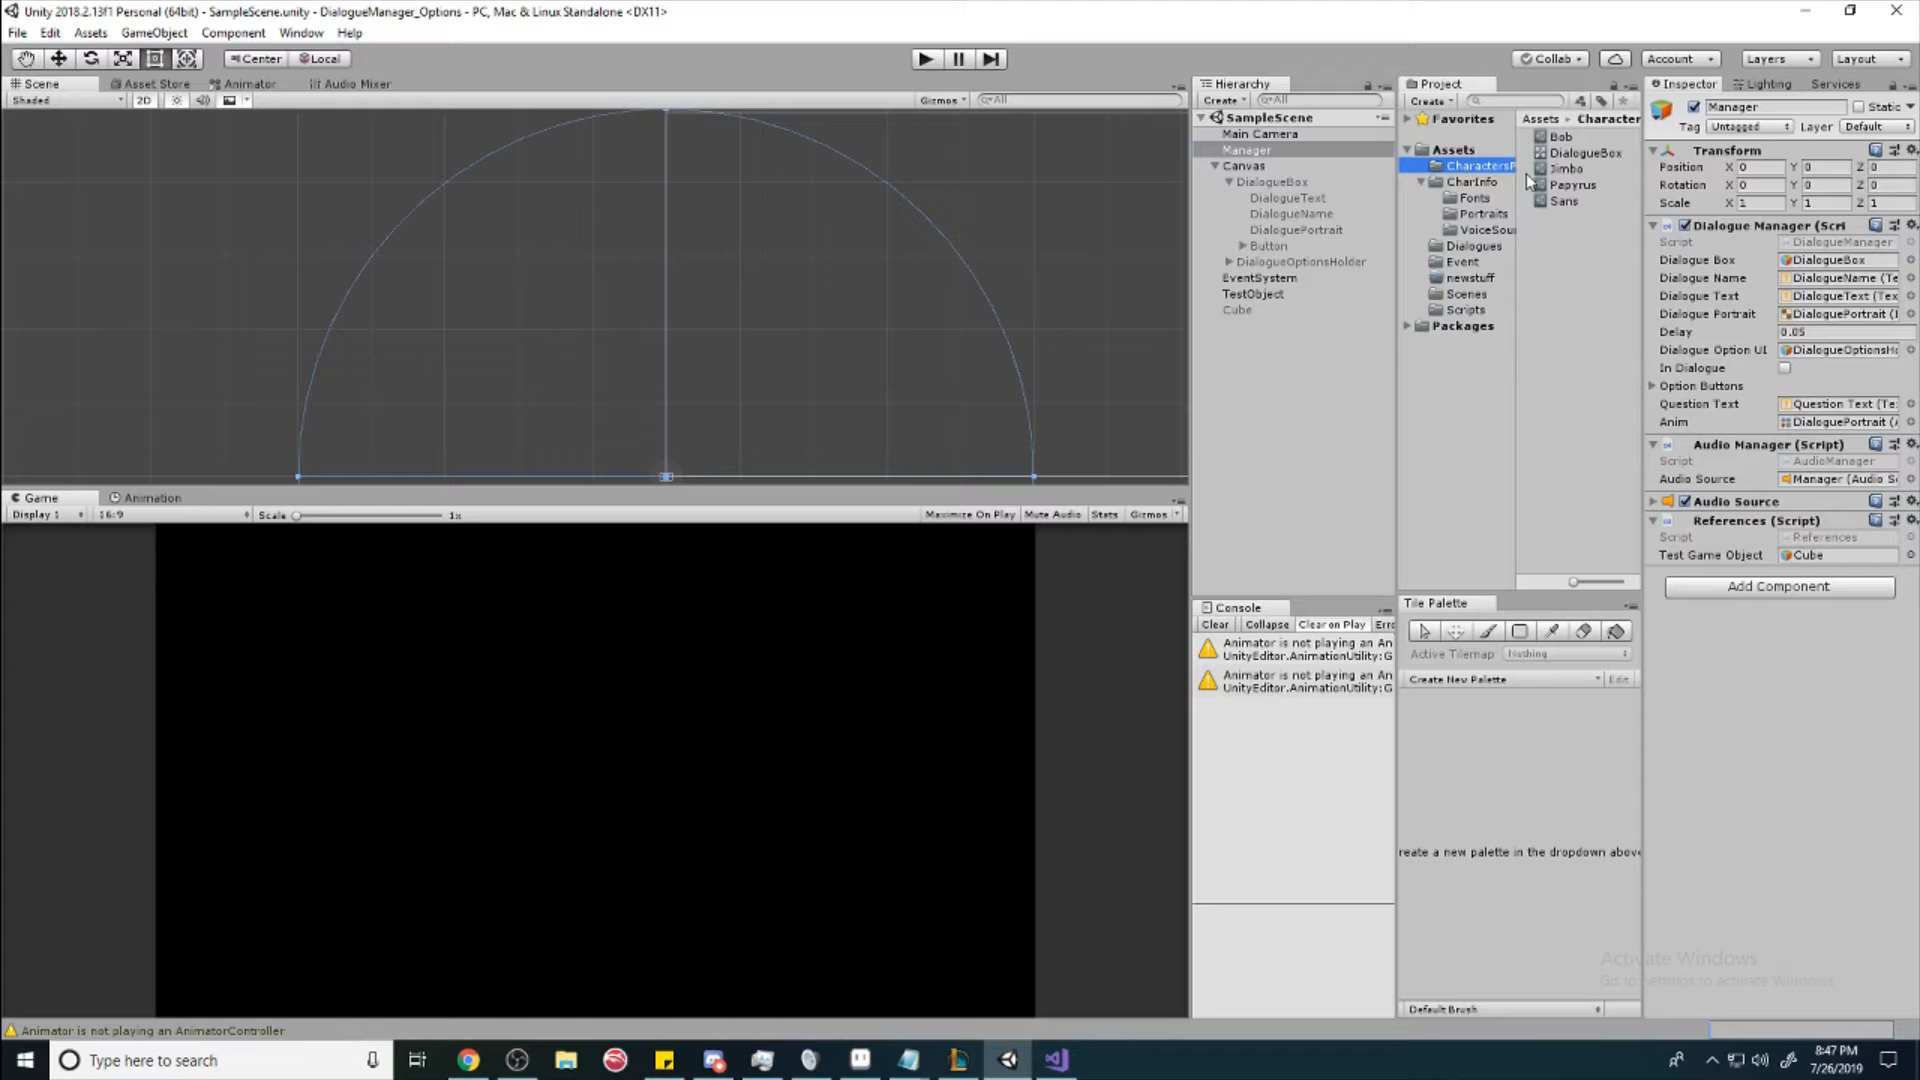 Unity 2018.2.13f1 Personal (64bit) - SampleScene.unity - DialogueManager_Options - PC, Mac & Linux Standalone <DX11>
File Edit Assets GameObject Component Window Help
Center Local
Collab Account Layers Layout
Scene Asset Store Animator Audio Mixer
Shaded 2D Gizmos All
Hierarchy
Create All
SampleScene
Main Camera
Manager
Canvas
DialogueBox
DialogueText
DialogueName
DialoguePortrait
Button
DialogueOptionsHolder
EventSystem
TestObject
Cube
Project
Create
Favorites
Assets
CharactersP
CharInfo
Fonts
Portraits
VoiceSou
Dialogues
Event
newstuff
Scenes
Scripts
Packages
Assets Character
Bob
DialogueBox
Jimbo
Papyrus
Sans
Inspector Lighting Services
Manager Static
Tag Untagged Layer Default
Transform
Position X 0 Y 0 Z 0
Rotation X 0 Y 0 Z 0
Scale X 1 Y 1 Z 1
Dialogue Manager (Scri
Script DialogueManager
Dialogue Box DialogueBox
Dialogue Name DialogueName (Te
Dialogue Text DialogueText (Tex
Dialogue Portrait DialoguePortrait (I
Delay 0.05
Dialogue Option UI DialogueOptionsHo
In Dialogue
Option Buttons
Question Text Question Text (Te
Anim DialoguePortrait (A
Audio Manager (Script)
Script AudioManager
Audio Source Manager (Audio S
Audio Source
References (Script)
Script References
Test Game Object Cube
Add Component
Game Animation
Display 1 16:9 Scale 1x Maximize On Play Mute Audio Stats Gizmos
Console
Clear Collapse Clear on Play Err
Animator is not playing an An
UnityEditor.AnimationUtility:G
Animator is not playing an An
UnityEditor.AnimationUtility:G
Tile Palette
Active Tilemap Nothing
Create New Palette Edit
reate a new palette in the dropdown above
Default Brush
Activate Windows
Go to Settings to activate Windows.
Animator is not playing an AnimatorController
Type here to search
8:47 PM
7/26/2019